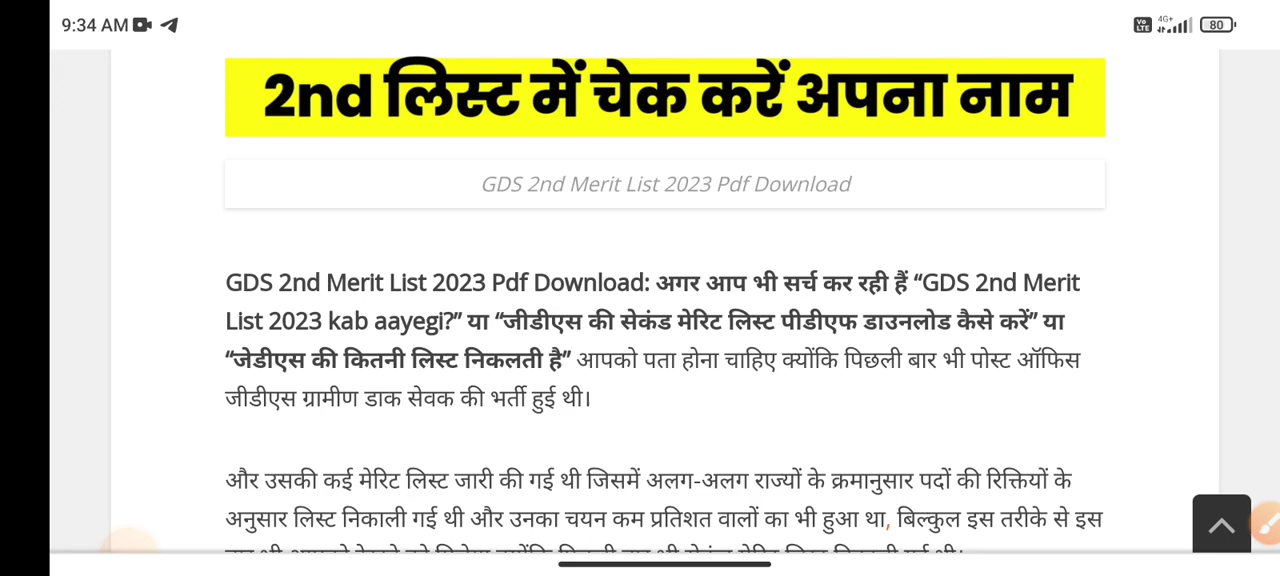 9:34 AM
Vo LTE 4G+ 80
2nd लिस्ट में चेक करें अपना नाम
GDS 2nd Merit List 2023 Pdf Download
GDS 2nd Merit List 2023 Pdf Download: अगर आप भी सर्च कर रही हैं “GDS 2nd Merit
List 2023 kab aayegi?” या “जीडीएस की सेकंड मेरिट लिस्ट पीडीएफ डाउनलोड कैसे करें” या
“जेडीएस की कितनी लिस्ट निकलती है” आपको पता होना चाहिए क्योंकि पिछली बार भी पोस्ट ऑफिस
जीडीएस ग्रामीण डाक सेवक की भर्ती हुई थी।
और उसकी कई मेरिट लिस्ट जारी की गई थी जिसमें अलग-अलग राज्यों के क्रमानुसार पदों की रिक्तियों के
अनुसार लिस्ट निकाली गई थी और उनका चयन कम प्रतिशत वालों का भी हुआ था, बिल्कुल इस तरीके से इस